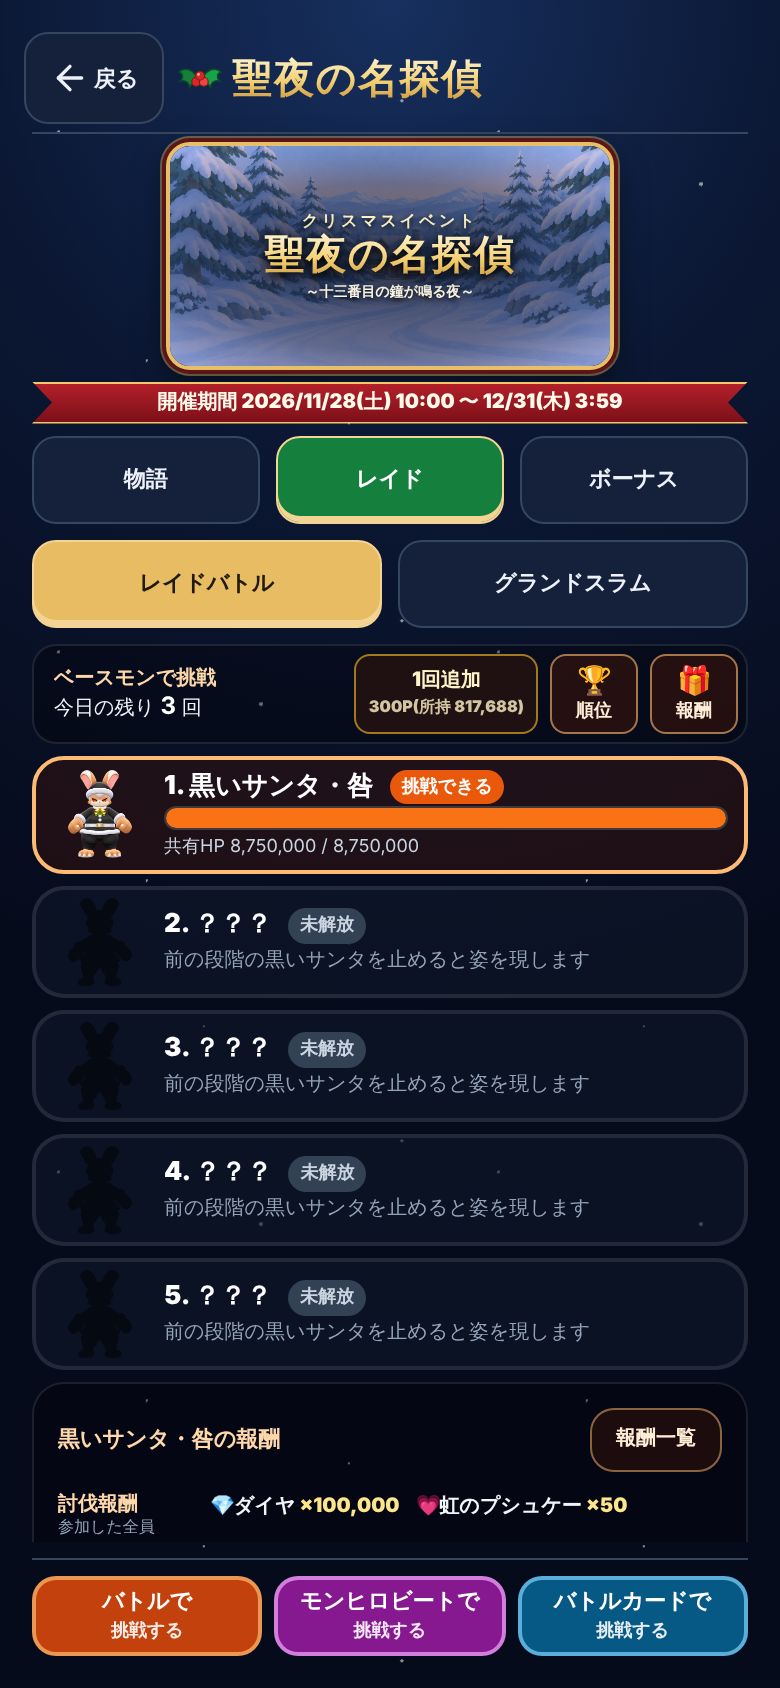 戻る
聖夜の名探偵
クリスマスイベント
聖夜の名探偵
～十三番目の鐘が鳴る夜～
開催期間 2026/11/28(土) 10:00 〜 12/31(木) 3:59
物語
レイド
ボーナス
レイドバトル
グランドスラム
ベースモンで挑戦
今日の残り 3 回
1回追加
300P(所持 817,688)
順位
報酬
1. 黒いサンタ・咎
挑戦できる
共有HP 8,750,000 / 8,750,000
2. ？？？
未解放
前の段階の黒いサンタを止めると姿を現します
3. ？？？
未解放
前の段階の黒いサンタを止めると姿を現します
4. ？？？
未解放
前の段階の黒いサンタを止めると姿を現します
5. ？？？
未解放
前の段階の黒いサンタを止めると姿を現します
黒いサンタ・咎の報酬
報酬一覧
討伐報酬
参加した全員
ダイヤ ×100,000
虹のプシュケー ×50
バトルで
挑戦する
モンヒロビートで
挑戦する
バトルカードで
挑戦する